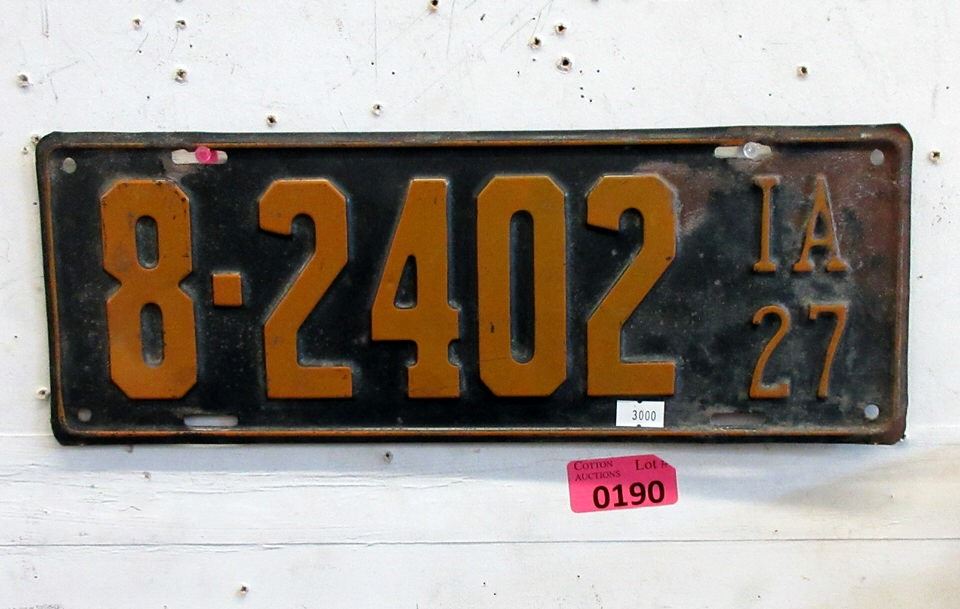 8-2402
IA
27
3000
COTTON AUCTIONS Lot #
0190